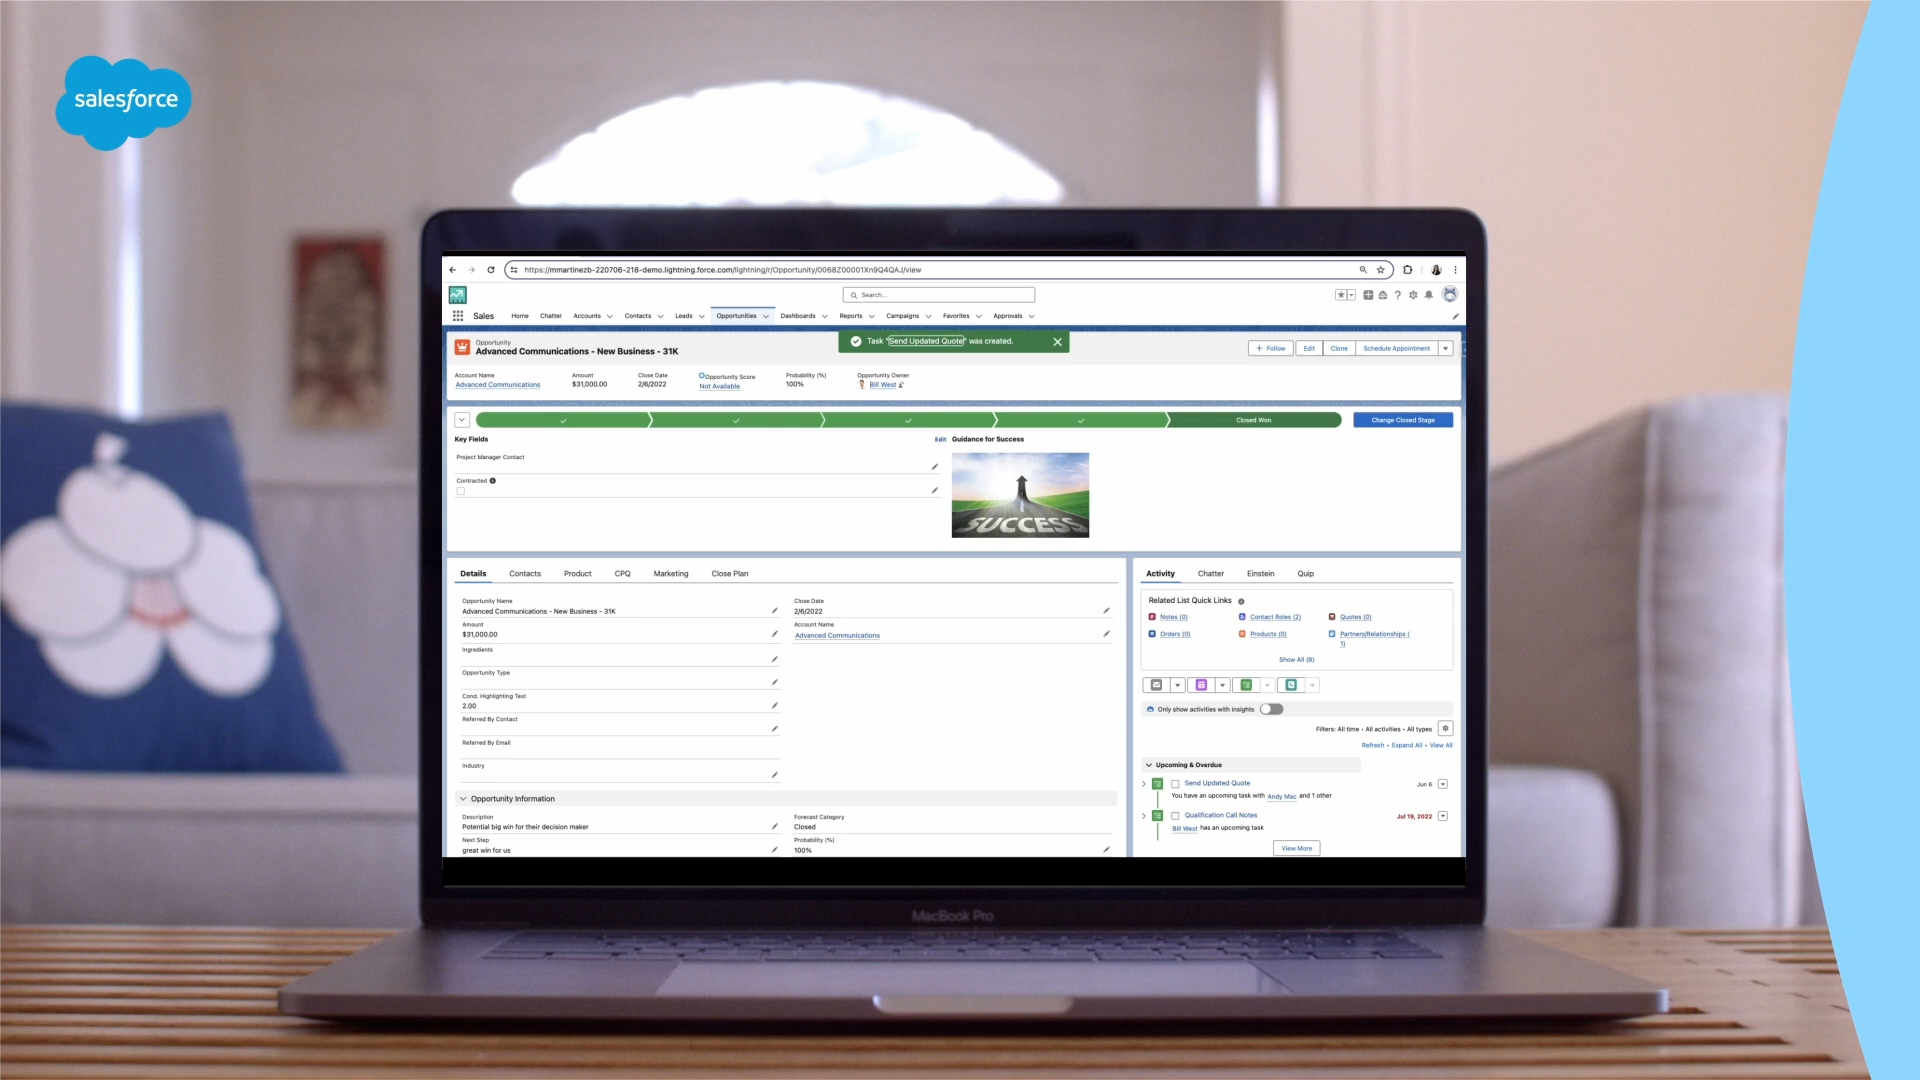 salesforce
https://mmartinezb-220706-218-demo.lightning.force.com/lightning/r/Opportunity/0068Z00001Xn9Q4QAJ/view
Search...
Sales Home Chatter Accounts Contacts Leads Opportunities Dashboards Reports Campaigns Favorites Approvals
Opportunity
Advanced Communications - New Business - 31K
Task "Send Updated Quote" was created.
+ Follow Edit Clone Schedule Appointment
Account Name Amount Close Date Opportunity Score Probability (%) Opportunity Owner
Advanced Communications $31,000.00 2/6/2022 Not Available 100% Bill West
Closed Won
Change Closed Stage
Key Fields Edit Guidance for Success
Project Manager Contact
Contracted
SUCCESS
Details Contacts Product CPQ Marketing Close Plan
Opportunity Name Close Date
Advanced Communications - New Business - 31K 2/6/2022
Amount Account Name
$31,000.00 Advanced Communications
Ingredients
Opportunity Type
Cond. Highlighting Test
2.00
Referred By Contact
Referred By Email
Industry
Opportunity Information
Description Forecast Category
Potential big win for their decision maker Closed
Next Step Probability (%)
great win for us 100%
Activity Chatter Einstein Quip
Related List Quick Links
Notes (0) Contact Roles (2) Quotes (0)
Orders (0) Products (0) Partners/Relationships (
1)
Show All (8)
Only show activities with insights
Filters: All time • All activities • All types
Refresh • Expand All • View All
Upcoming & Overdue
Send Updated Quote Jun 6
You have an upcoming task with Andy Mac and 1 other
Qualification Call Notes Jul 19, 2022
Bill West has an upcoming task
View More
MacBook Pro